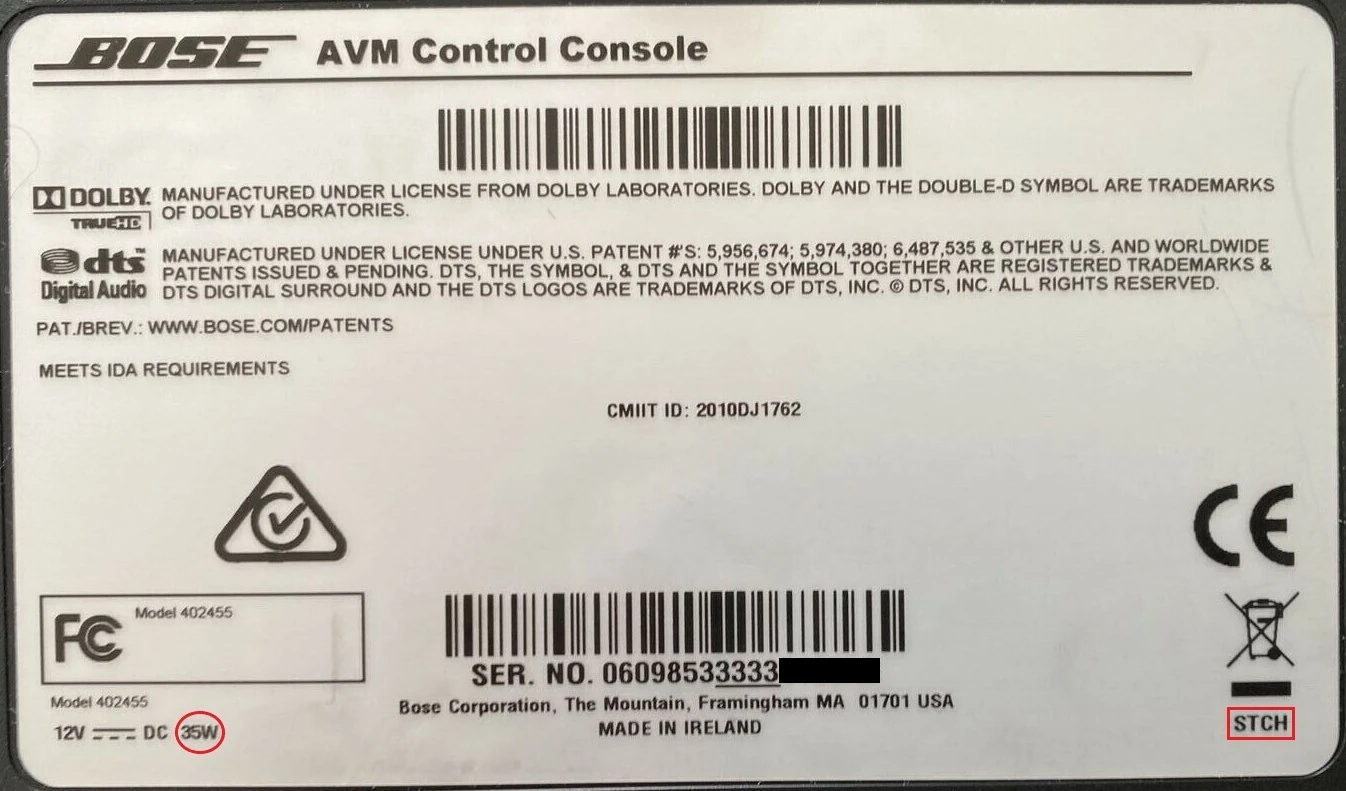 BOSE AVM Control Console
DOLBY. MANUFACTURED UNDER LICENSE FROM DOLBY LABORATORIES. DOLBY AND THE DOUBLE-D SYMBOL ARE TRADEMARKS
TRUEHD OF DOLBY LABORATORIES.
dts™ MANUFACTURED UNDER LICENSE UNDER U.S. PATENT #'S: 5,956,674; 5,974,380; 6,487,535 & OTHER U.S. AND WORLDWIDE
PATENTS ISSUED & PENDING. DTS, THE SYMBOL, & DTS AND THE SYMBOL TOGETHER ARE REGISTERED TRADEMARKS &
Digital Audio DTS DIGITAL SURROUND AND THE DTS LOGOS ARE TRADEMARKS OF DTS, INC. © DTS, INC. ALL RIGHTS RESERVED.
PAT./BREV.: WWW.BOSE.COM/PATENTS
MEETS IDA REQUIREMENTS
CMIIT ID: 2010DJ1762
CE
FC Model 402455
SER. NO. 06098533333
Model 402455
Bose Corporation, The Mountain, Framingham MA 01701 USA
12V DC 35W
MADE IN IRELAND
STCH